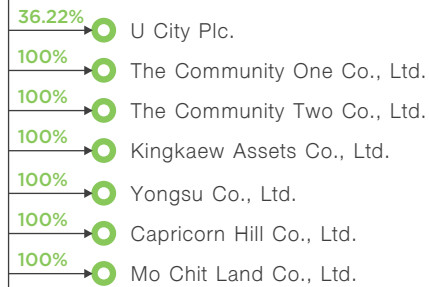 36.22%
U City Plc.
100%
The Community One Co., Ltd.
100%
The Community Two Co., Ltd.
100%
Kingkaew Assets Co., Ltd.
100%
Yongsu Co., Ltd.
100%
Capricorn Hill Co., Ltd.
100%
Mo Chit Land Co., Ltd.